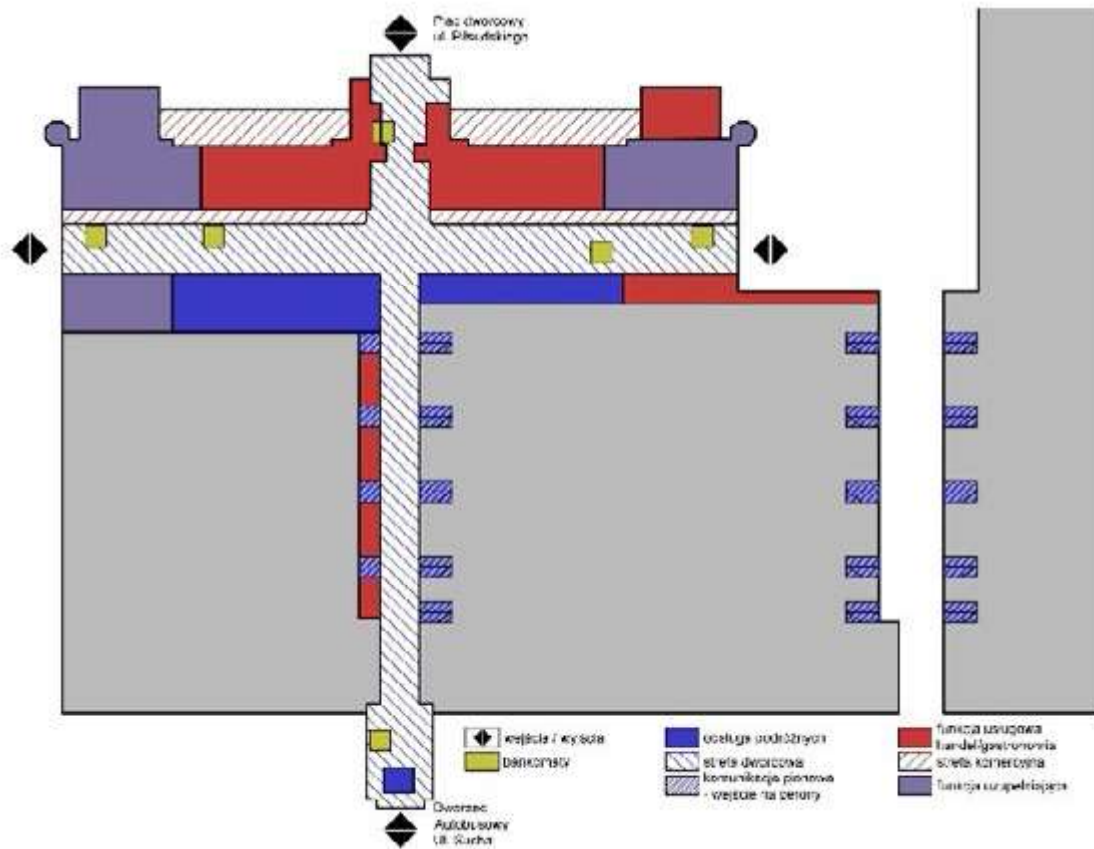 Plac dworcowy
ul. Piłsudskiego
wejścia / wyjścia
bankomaty
obsługa podróżnych
strefa dworcowa
komunikacja pionowa
- wejście na perony
funkcja usługowa
handel/gastronomia
strefa komercyjna
funkcja uzupełniająca
Dworzec
Autobusowy
Ul. Sucha